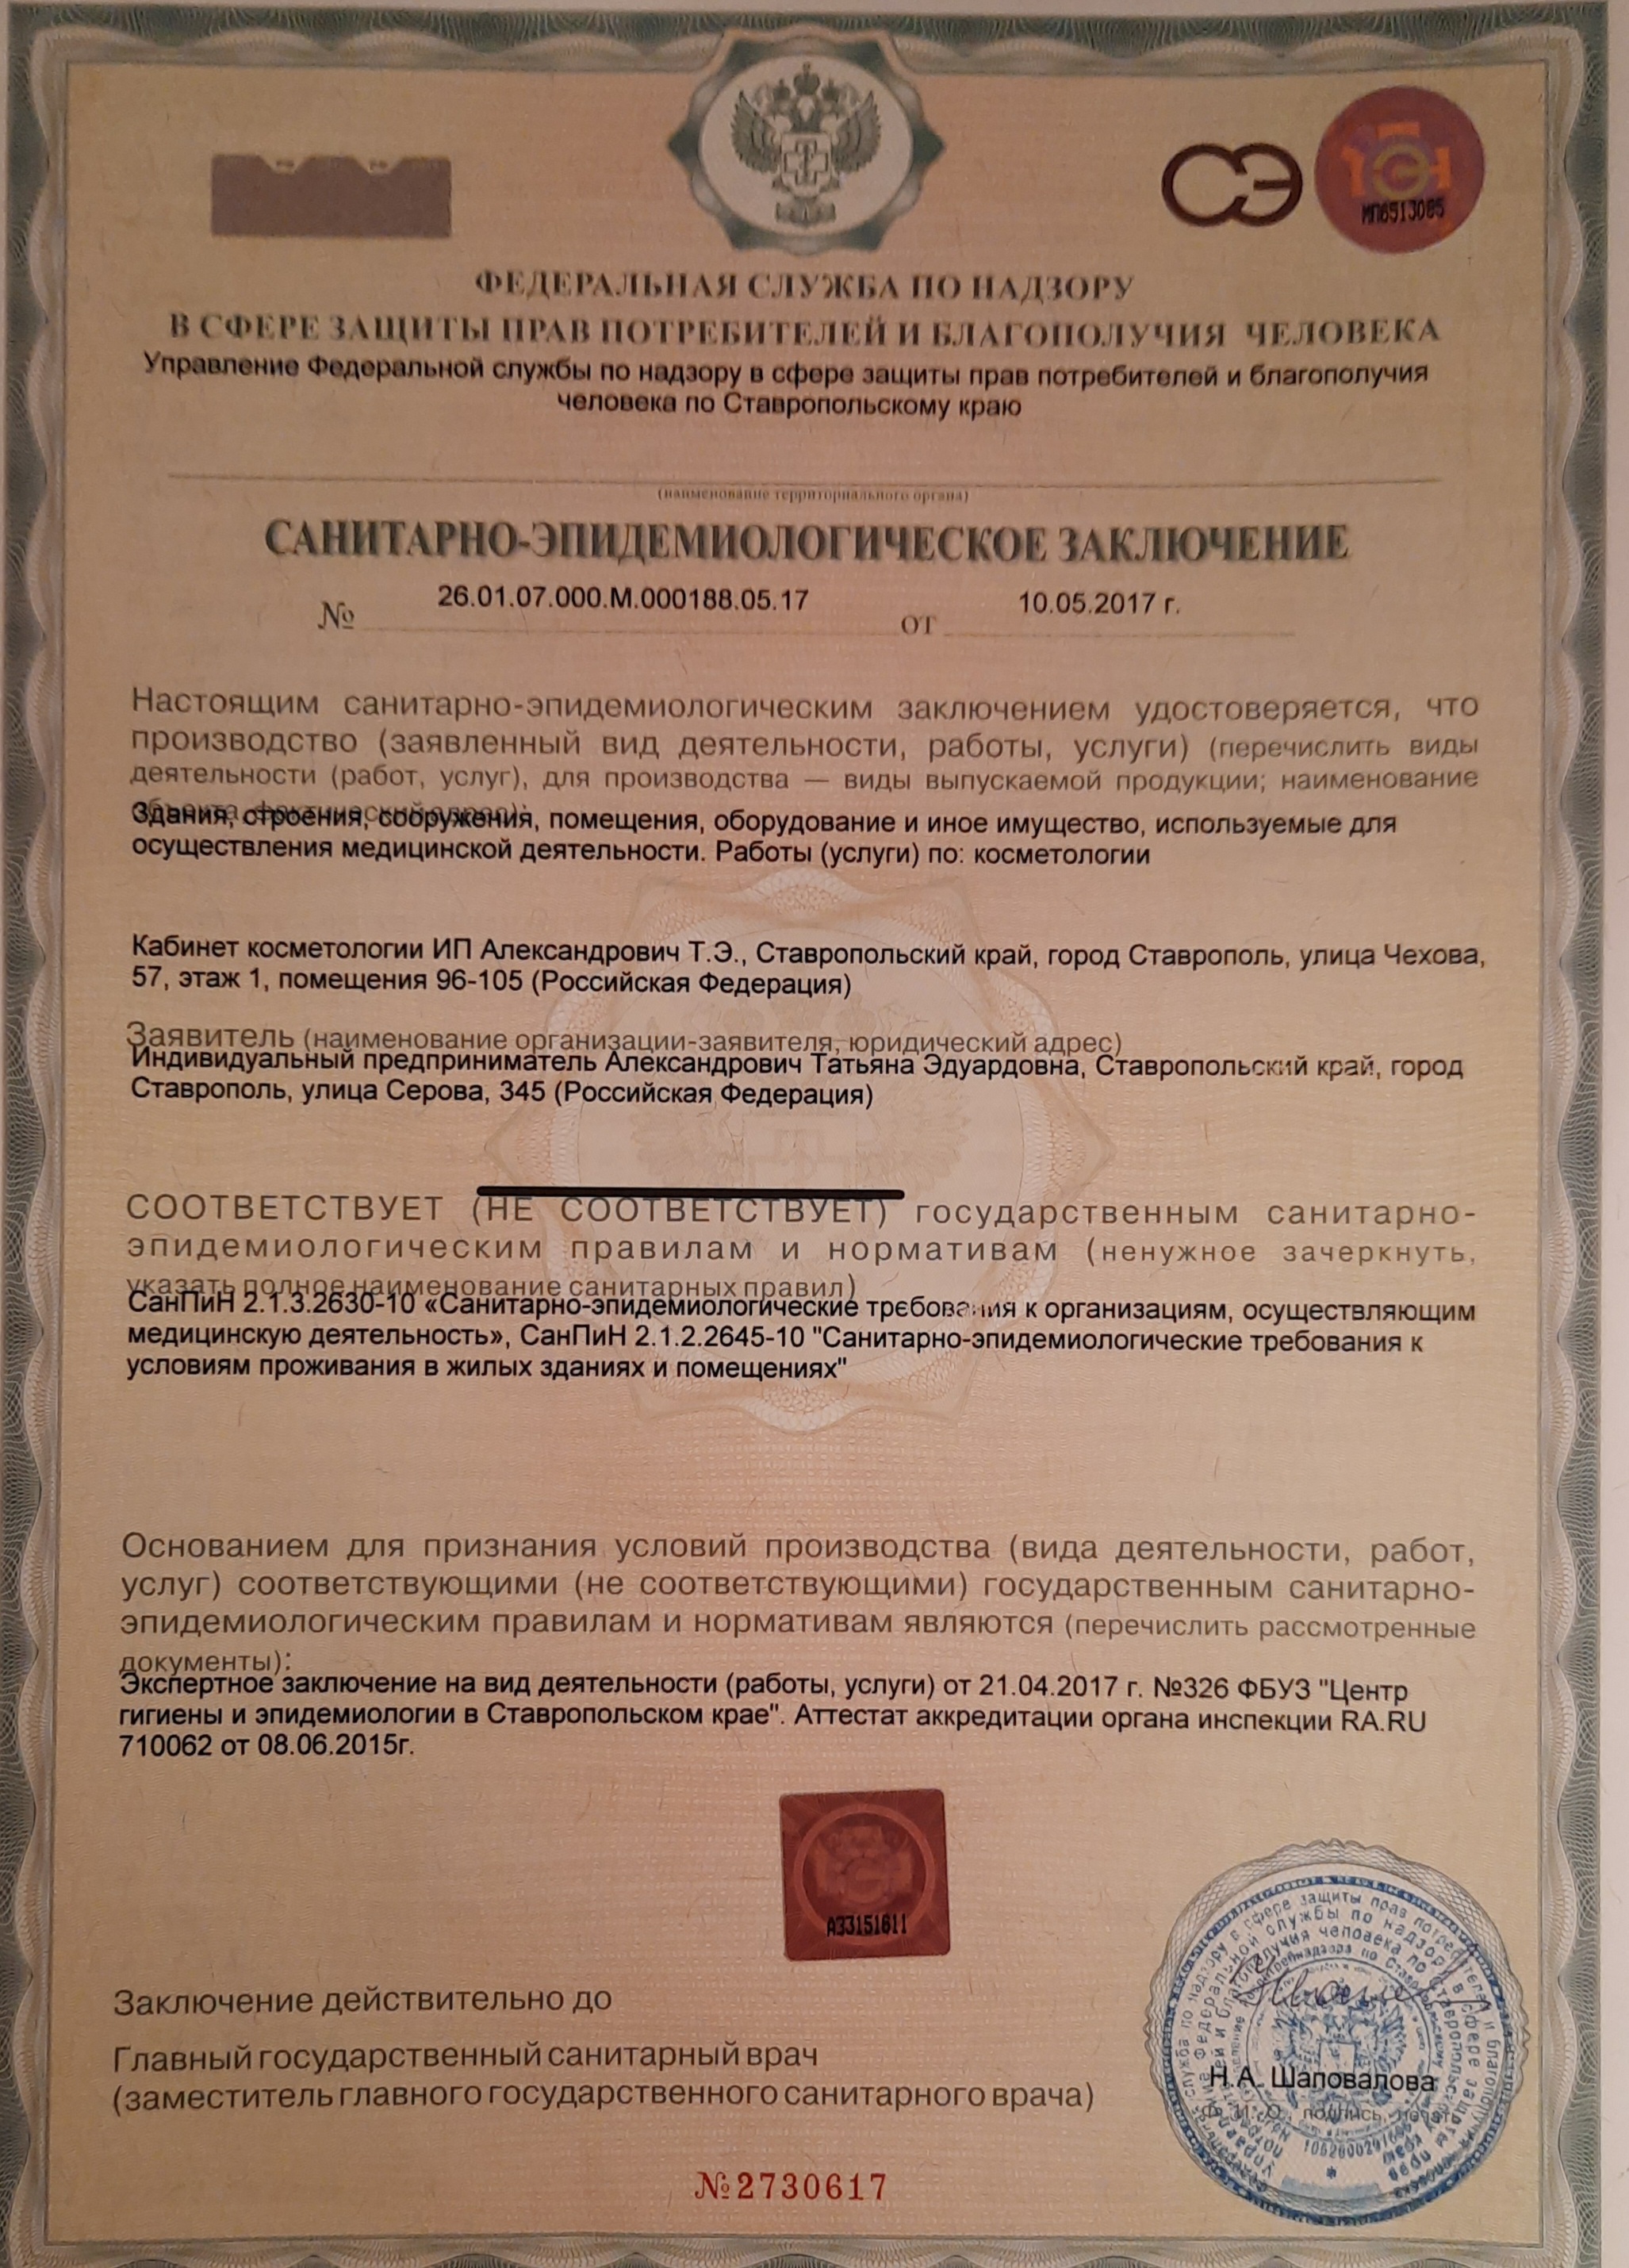 СЭ
МП6913085
ФЕДЕРАЛЬНАЯ СЛУЖБА ПО НАДЗОРУ
В СФЕРЕ ЗАЩИТЫ ПРАВ ПОТРЕБИТЕЛЕЙ И БЛАГОПОЛУЧИЯ ЧЕЛОВЕКА
Управление Федеральной службы по надзору в сфере защиты прав потребителей и благополучия
человека по Ставропольскому краю
(наименование территориального органа)
САНИТАРНО-ЭПИДЕМИОЛОГИЧЕСКОЕ ЗАКЛЮЧЕНИЕ
№ 26.01.07.000.М.000188.05.17 от 10.05.2017 г.
Настоящим санитарно-эпидемиологическим заключением удостоверяется, что
производство (заявленный вид деятельности, работы, услуги) (перечислить виды
деятельности (работ, услуг), для производства — виды выпускаемой продукции; наименование
объекта, фактический адрес):
Здания, строения, сооружения, помещения, оборудование и иное имущество, используемые для
осуществления медицинской деятельности. Работы (услуги) по: косметологии
Кабинет косметологии ИП Александрович Т.Э., Ставропольский край, город Ставрополь, улица Чехова,
57, этаж 1, помещения 96-105 (Российская Федерация)
Заявитель (наименование организации-заявителя, юридический адрес)
Индивидуальный предприниматель Александрович Татьяна Эдуардовна, Ставропольский край, город
Ставрополь, улица Серова, 345 (Российская Федерация)
СООТВЕТСТВУЕТ (НЕ СООТВЕТСТВУЕТ) государственным санитарно-
эпидемиологическим правилам и нормативам (ненужное зачеркнуть,
указать полное наименование санитарных правил)
СанПиН 2.1.3.2630-10 «Санитарно-эпидемиологические требования к организациям, осуществляющим
медицинскую деятельность», СанПиН 2.1.2.2645-10 "Санитарно-эпидемиологические требования к
условиям проживания в жилых зданиях и помещениях"
Основанием для признания условий производства (вида деятельности, работ,
услуг) соответствующими (не соответствующими) государственным санитарно-
эпидемиологическим правилам и нормативам являются (перечислить рассмотренные
документы):
Экспертное заключение на вид деятельности (работы, услуги) от 21.04.2017 г. №326 ФБУЗ "Центр
гигиены и эпидемиологии в Ставропольском крае". Аттестат аккредитации органа инспекции RA.RU
710062 от 08.06.2015г.
А33151611
Заключение действительно до
Главный государственный санитарный врач
(заместитель главного государственного санитарного врача)
Н.А. Шаповалова
Ф. И. О., подпись, печать
№2730617